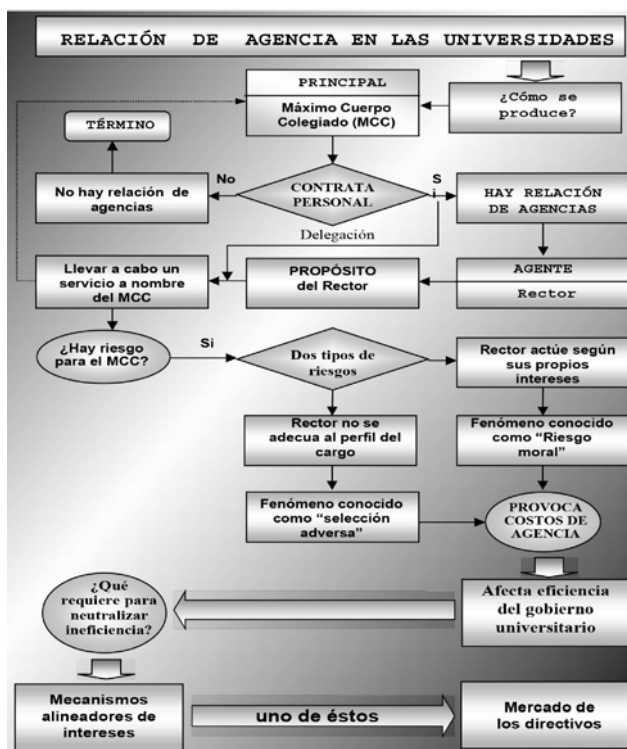 RELACIÓN DE AGENCIA EN LAS UNIVERSIDADES
PRINCIPAL
Máximo Cuerpo
Colegiado (MCC)
¿Cómo se
produce?
TÉRMINO
No hay relación de
agencias
No
CONTRATA
PERSONAL
S
i
HAY RELACIÓN
DE AGENCIAS
Delegación
Llevar a cabo un
servicio a nombre
del MCC
PROPÓSITO
del Rector
AGENTE
Rector
¿Hay riesgo
para el MCC?
Si
Dos tipos de
riesgos
Rector actúe según
sus propios
intereses
Rector no se
adecua al perfil del
cargo
Fenómeno conocido
como “Riesgo
moral”
Fenómeno conocido
como “selección
adversa”
PROVOCA
COSTOS DE
AGENCIA
¿Qué
requiere para
neutralizar
ineficiencia?
Afecta eficiencia
del gobierno
universitario
Mecanismos
alineadores de
intereses
uno de éstos
Mercado de
los directivos